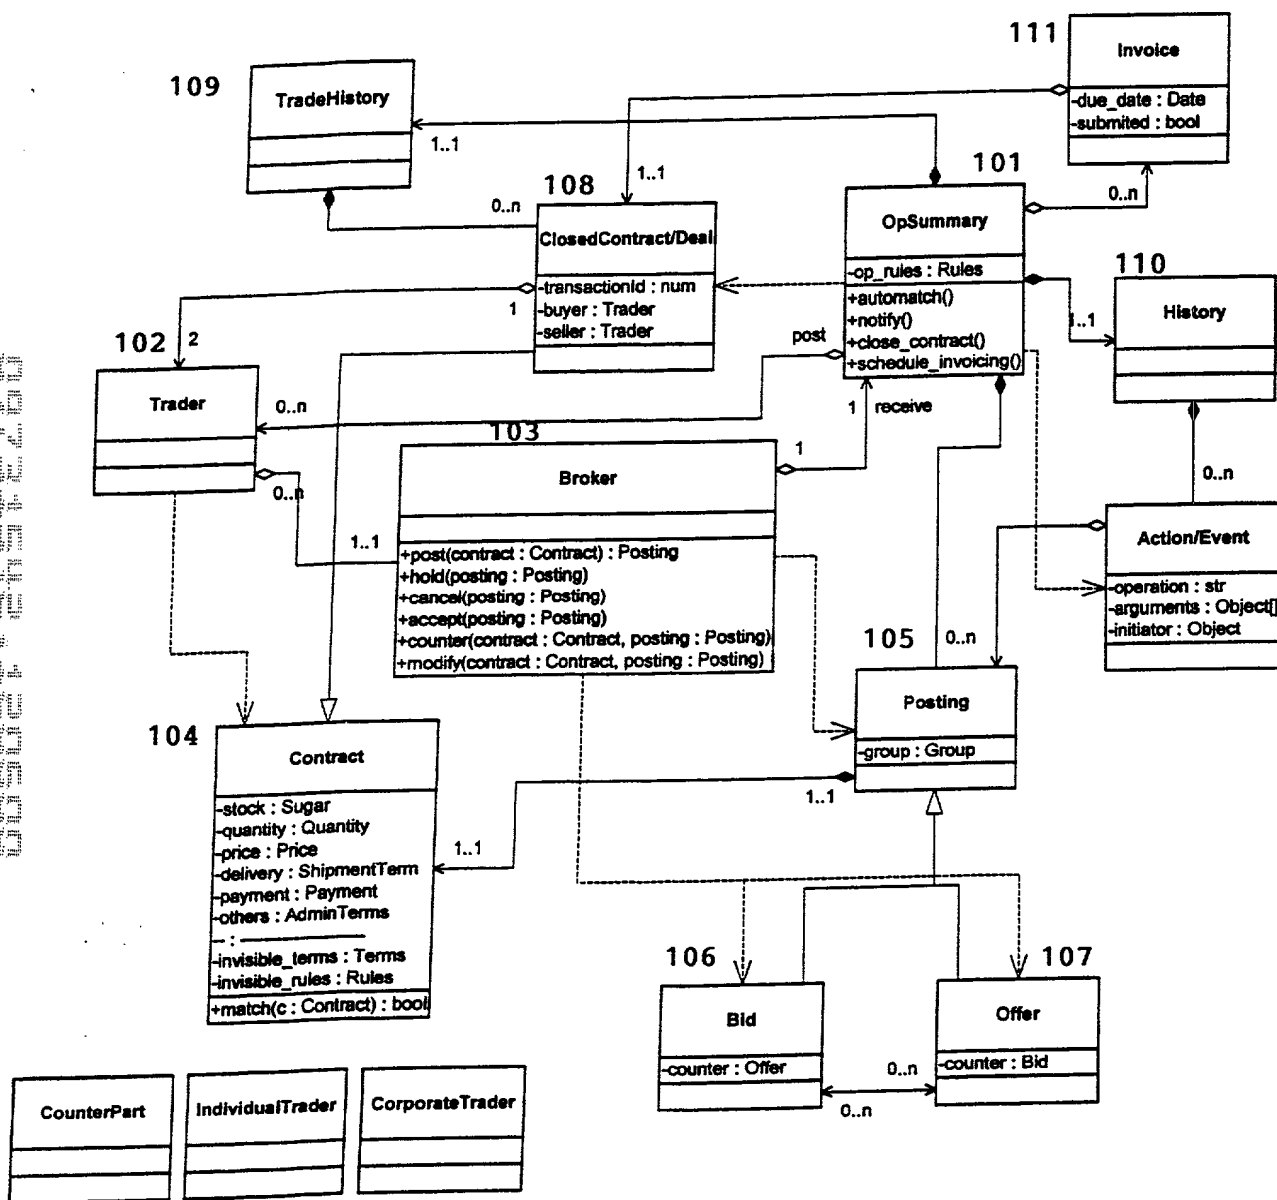 111
Invoice
-due_date : Date
-submited : bool
109
TradeHistory
1..1
1..1
101
OpSummary
-op_rules : Rules
+automatch()
+notify()
+close_contract()
+schedule_invoicing()
0..n
108
0..n
ClosedContract/Deal
-transactionId : num
-buyer : Trader
-seller : Trader
1
110
History
1..1
post
102
2
Trader
0..n
0..n
1 receive
103
Broker
+post(contract : Contract) : Posting
+hold(posting : Posting)
+cancel(posting : Posting)
+accept(posting : Posting)
+counter(contract : Contract, posting : Posting)
+modify(contract : Contract, posting : Posting)
1
1..1
0..n
Action/Event
-operation : str
-arguments : Object[]
-initiator : Object
105
0..n
Posting
-group : Group
1..1
104
Contract
-stock : Sugar
-quantity : Quantity
-price : Price
-delivery : ShipmentTerm
-payment : Payment
-others : AdminTerms
-invisible_terms : Terms
-invisible_rules : Rules
+match(c : Contract) : bool
1..1
106
Bid
-counter : Offer
107
Offer
-counter : Bid
0..n
0..n
CounterPart
IndividualTrader
CorporateTrader